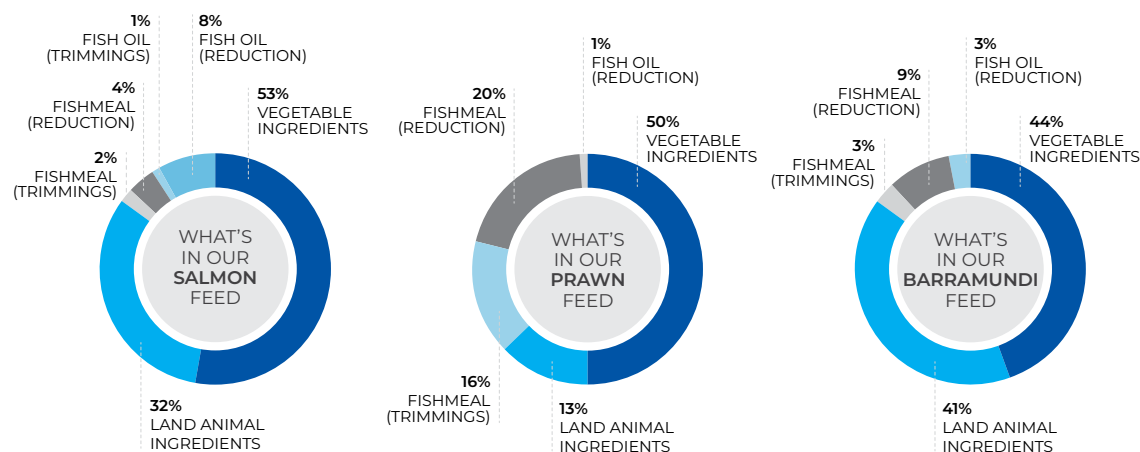 1%
FISH OIL
(TRIMMINGS)
8%
FISH OIL
(REDUCTION)
4%
FISHMEAL
(REDUCTION)
53%
VEGETABLE
INGREDIENTS
2%
FISHMEAL
(TRIMMINGS)
WHAT'S
IN OUR
SALMON
FEED
32%
LAND ANIMAL
INGREDIENTS
1%
FISH OIL
(REDUCTION)
20%
FISHMEAL
(REDUCTION)
50%
VEGETABLE
INGREDIENTS
WHAT'S
IN OUR
PRAWN
FEED
16%
FISHMEAL
(TRIMMINGS)
13%
LAND ANIMAL
INGREDIENTS
3%
FISH OIL
(REDUCTION)
9%
FISHMEAL
(REDUCTION)
44%
VEGETABLE
INGREDIENTS
3%
FISHMEAL
(TRIMMINGS)
WHAT'S
IN OUR
BARRAMUNDI
FEED
41%
LAND ANIMAL
INGREDIENTS